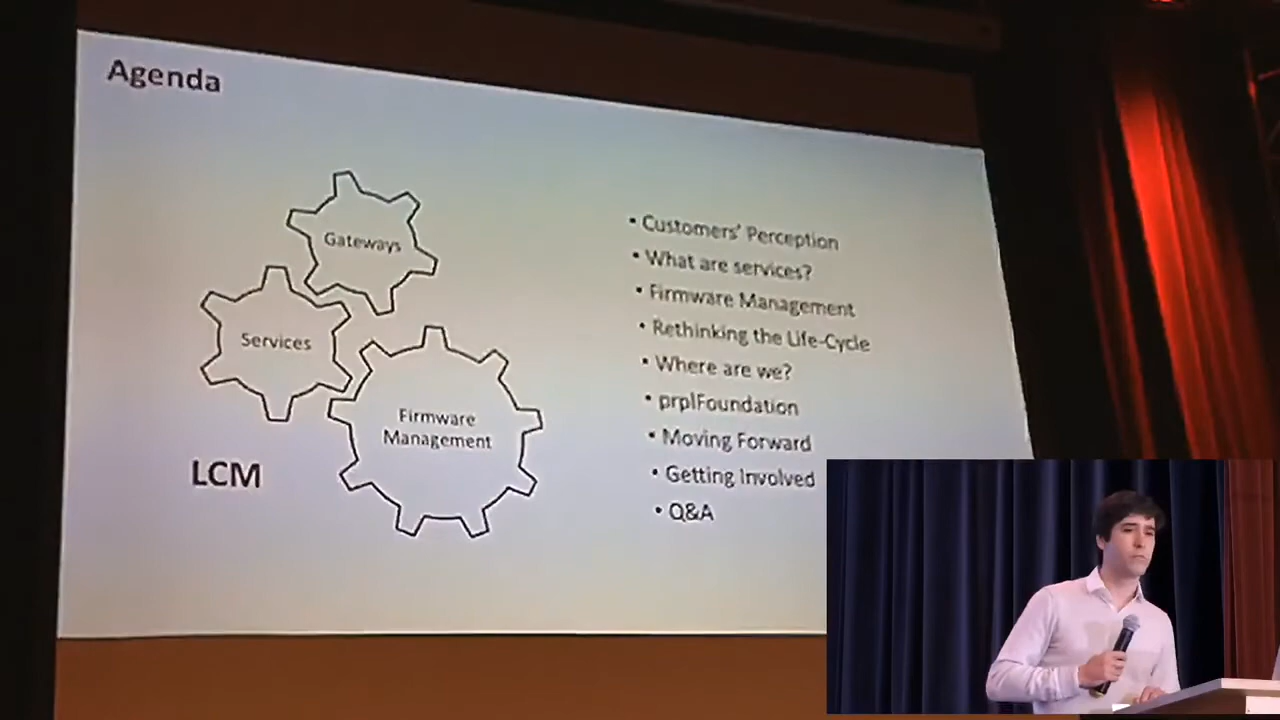 Agenda
Gateways
Services
Firmware
Management
LCM
• Customers' Perception
• What are services?
• Firmware Management
• Rethinking the Life-Cycle
• Where are we?
• prplFoundation
• Moving Forward
• Getting Involved
• Q&A